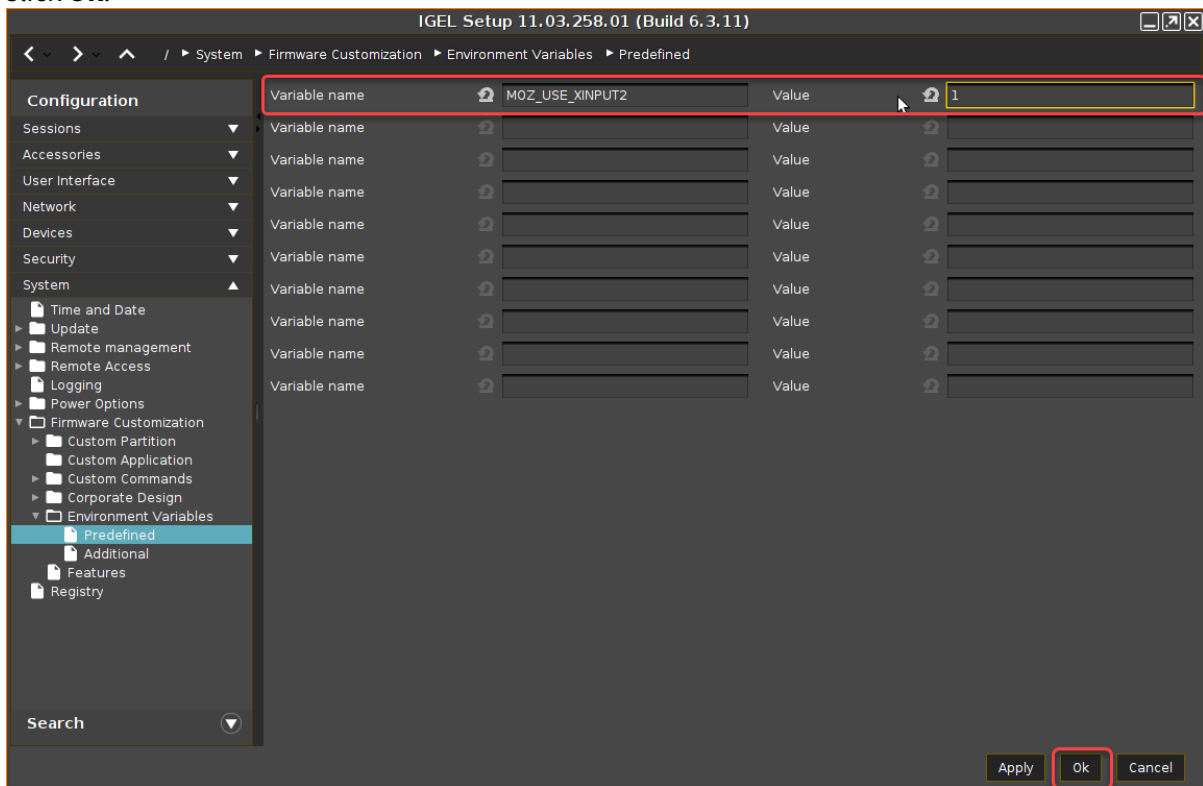 click Ok.
IGEL Setup 11.03.258.01 (Build 6.3.11)
/ System Firmware Customization Environment Variables Predefined
Configuration
Sessions
Accessories
User Interface
Network
Devices
Security
System
Time and Date
Update
Remote management
Remote Access
Logging
Power Options
Firmware Customization
Custom Partition
Custom Application
Custom Commands
Corporate Design
Environment Variables
Predefined
Additional
Features
Registry
Search
Variable name MOZ_USE_XINPUT2 Value 1
Variable name Value
Variable name Value
Variable name Value
Variable name Value
Variable name Value
Variable name Value
Variable name Value
Variable name Value
Variable name Value
Apply Ok Cancel